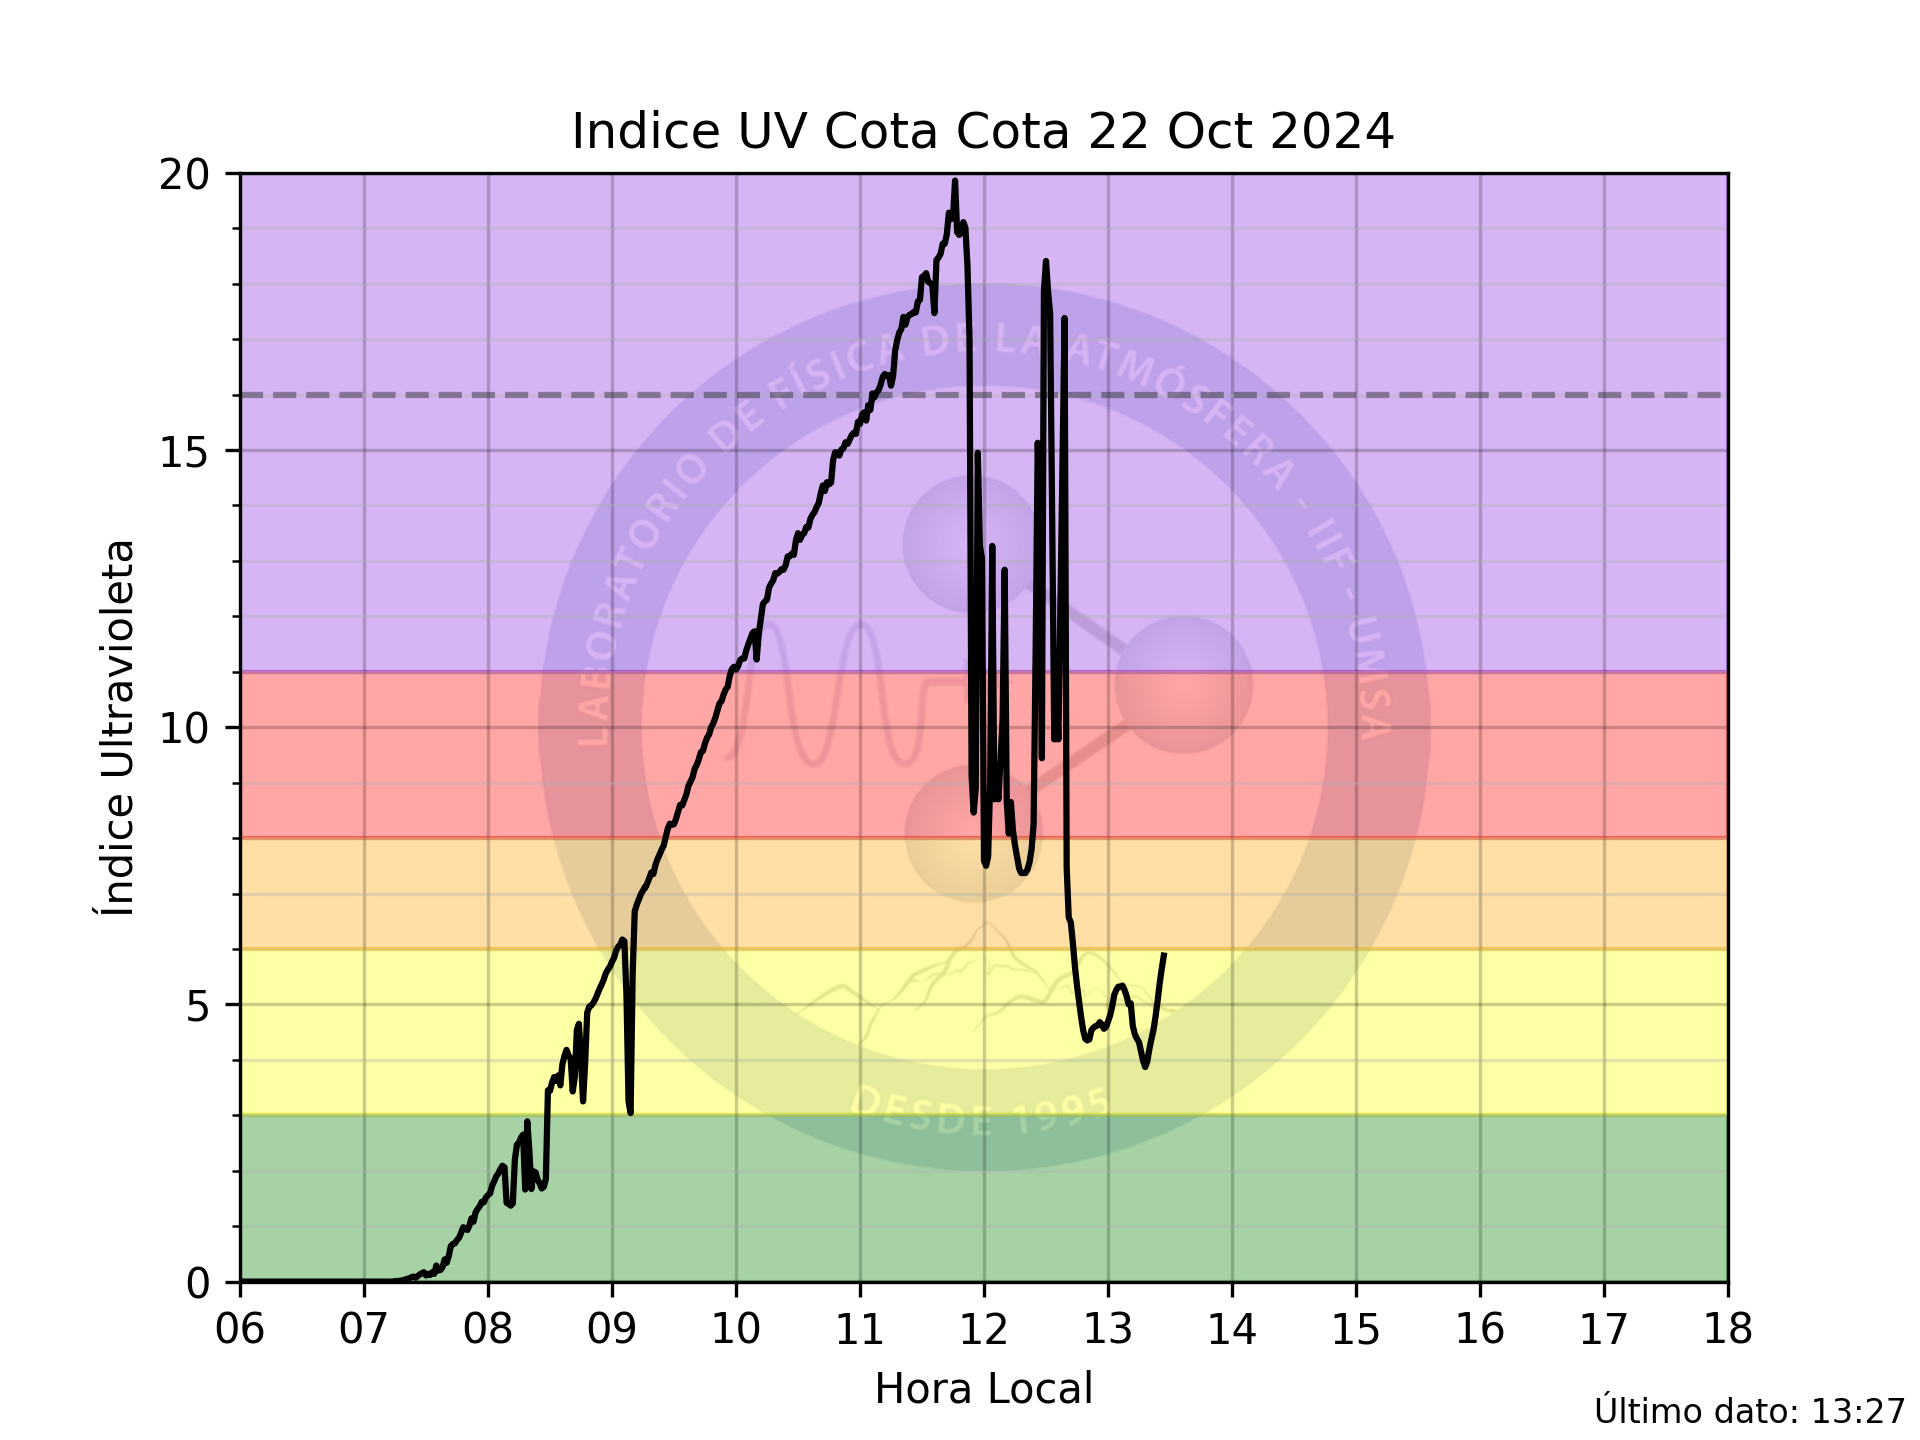 Indice UV Cota Cota 22 Oct 2024
20
15
10
5
0
Índice Ultravioleta
LABORATORIO DE FÍSICA DE LA ATMÓSFERA - IIF - UMSA
DESDE 1995
06 07 08 09 10 11 12 13 14 15 16 17 18
Hora Local
Último dato: 13:27